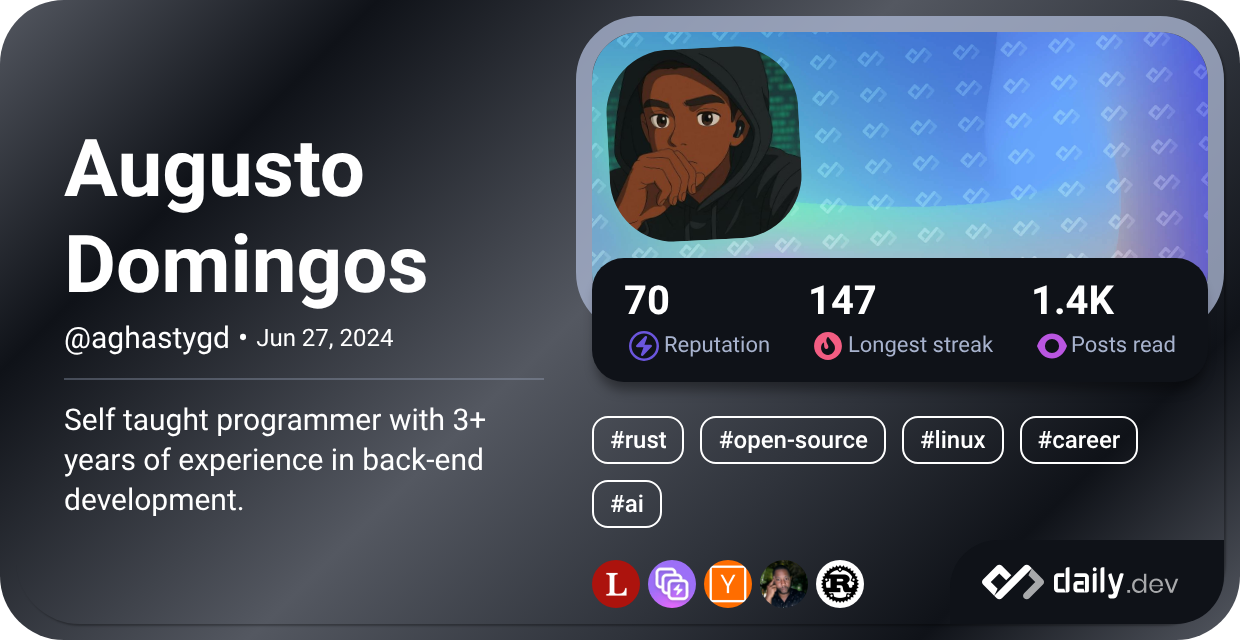 Augusto
Domingos
@aghastygd • Jun 27, 2024
Self taught programmer with 3+
years of experience in back-end
development.
70 147 1.4K
Reputation Longest streak Posts read
#rust #open-source #linux #career
#ai
L Y R
daily.dev